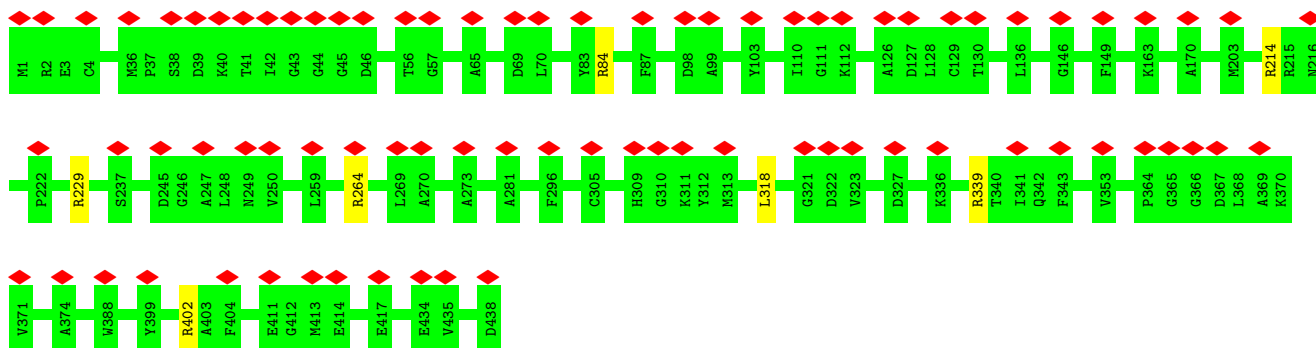 M1 R2 E3 C4 M36 P37 S38 D39 K40 T41 I42 G43 G44 G45 D46 T56 G57 A65 D69 L70 Y83 R84 F87 D98 A99 Y103 I110 G111 K112 A126 D127 L128 C129 T130 L136 G146 F149 K163 A170 M203 R214 R215 N216
P222 R229 S237 D245 G246 A247 L248 N249 V250 L259 R264 L269 A270 A273 A281 F296 C305 H309 G310 K311 Y312 M313 L318 G321 D322 V323 D327 K336 R339 T340 I341 Q342 F343 V353 P364 G365 G366 D367 L368 A369 K370
V371 A374 W388 Y399 R402 A403 F404 E411 G412 M413 E414 E417 E434 V435 D438